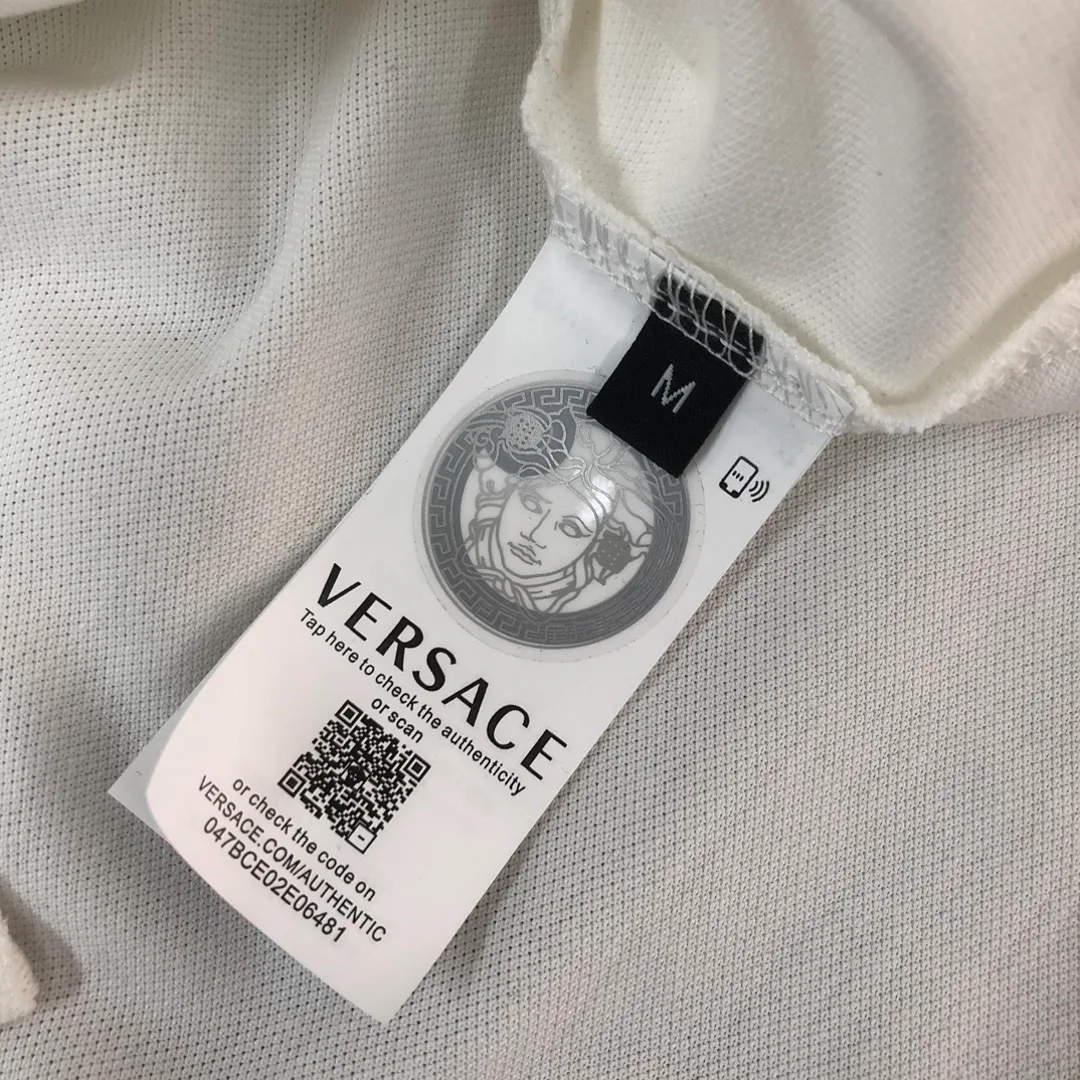 M
VERSACE
Tap here to check the authenticity
or scan
or check the code on
VERSACE.COM/AUTHENTIC
047BCE02E06481